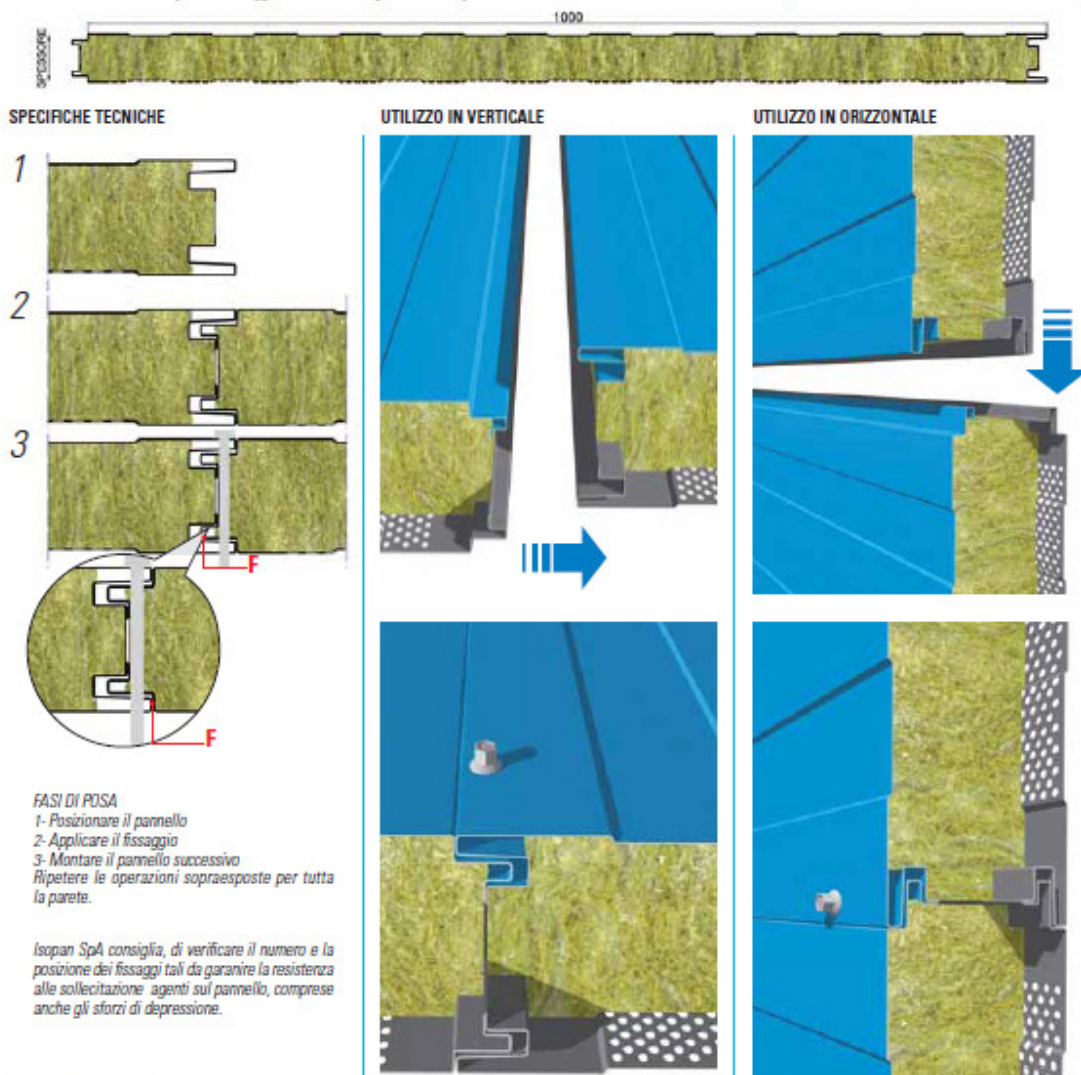 1000
SPESSORE
SPECIFICHE TECNICHE
1
2
3
F
F
FASI DI POSA
1- Posizionare il pannello
2- Applicare il fissaggio
3- Montare il pannello successivo
Ripetere le operazioni sopraesposte per tutta
la parete.
Isopan SpA consiglia, di verificare il numero e la
posizione dei fissaggi tali da garanire la resistenza
alle sollecitazione agenti sul pannello, comprese
anche gli sforzi di depressione.
UTILIZZO IN VERTICALE
UTILIZZO IN ORIZZONTALE